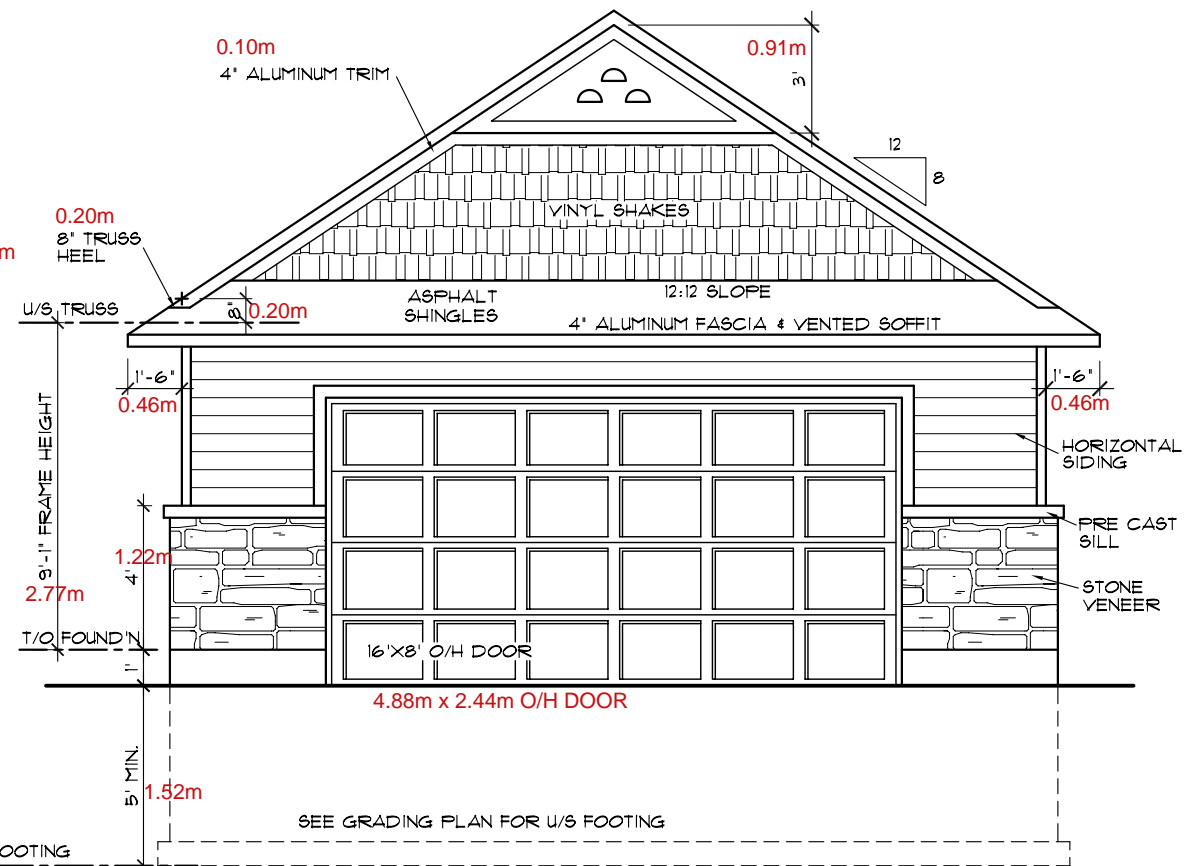 0.10m
4" ALUMINUM TRIM
0.91m
3'
12
8
VINYL SHAKES
0.20m
8" TRUSS
HEEL
m
U/S TRUSS
8"
0.20m
ASPHALT
SHINGLES
12:12 SLOPE
4" ALUMINUM FASCIA & VENTED SOFFIT
1'-6"
0.46m
1'-6"
0.46m
HORIZONTAL
SIDING
9'-1" FRAME HEIGHT
2.77m
4'
1.22m
PRE CAST
SILL
STONE
VENEER
T/O FOUND'N
1'
16'X8' O/H DOOR
4.88m x 2.44m O/H DOOR
5' MIN.
1.52m
SEE GRADING PLAN FOR U/S FOOTING
OOTING